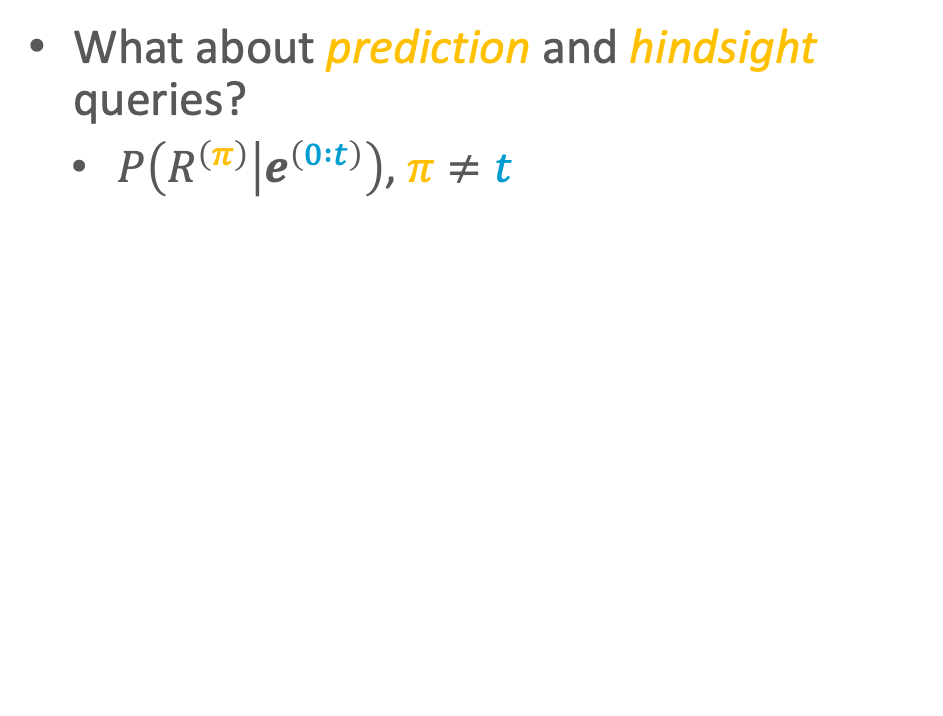 • What about prediction and hindsight
queries?
• P(R^(π)|e^(0:t)), π ≠ t